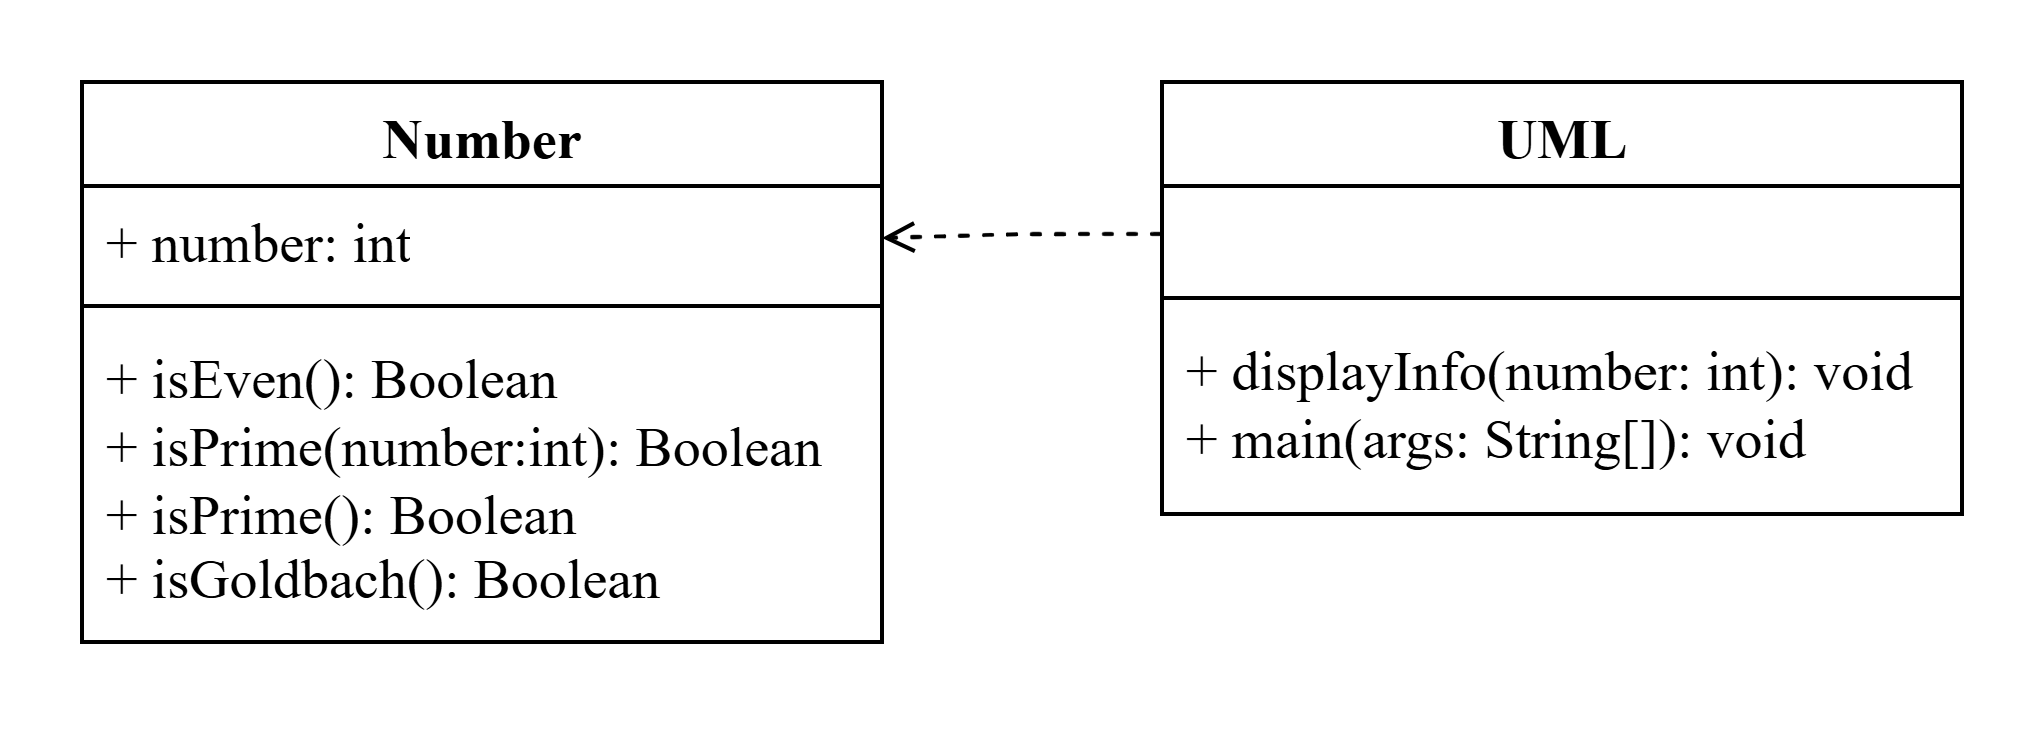 Number
+ number: int
+ isEven(): Boolean
+ isPrime(number:int): Boolean
+ isPrime(): Boolean
+ isGoldbach(): Boolean
UML
+ displayInfo(number: int): void
+ main(args: String[]): void